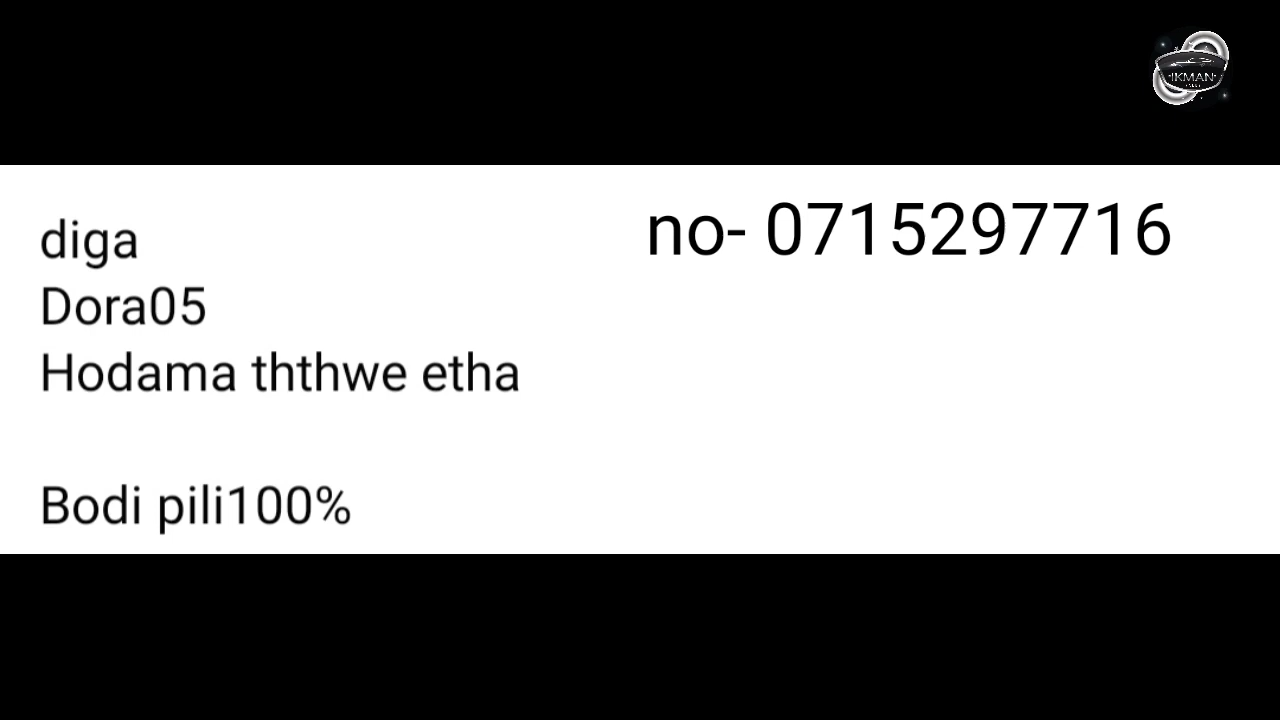 IKMAN
diga
no- 0715297716
Dora05
Hodama ththwe etha
Bodi pili100%